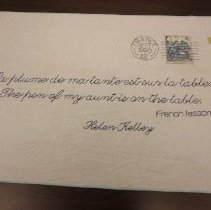 La plume de ma tante est sur la table.
The pen of my aunt is on the table.
French lesson
Helen Kelley